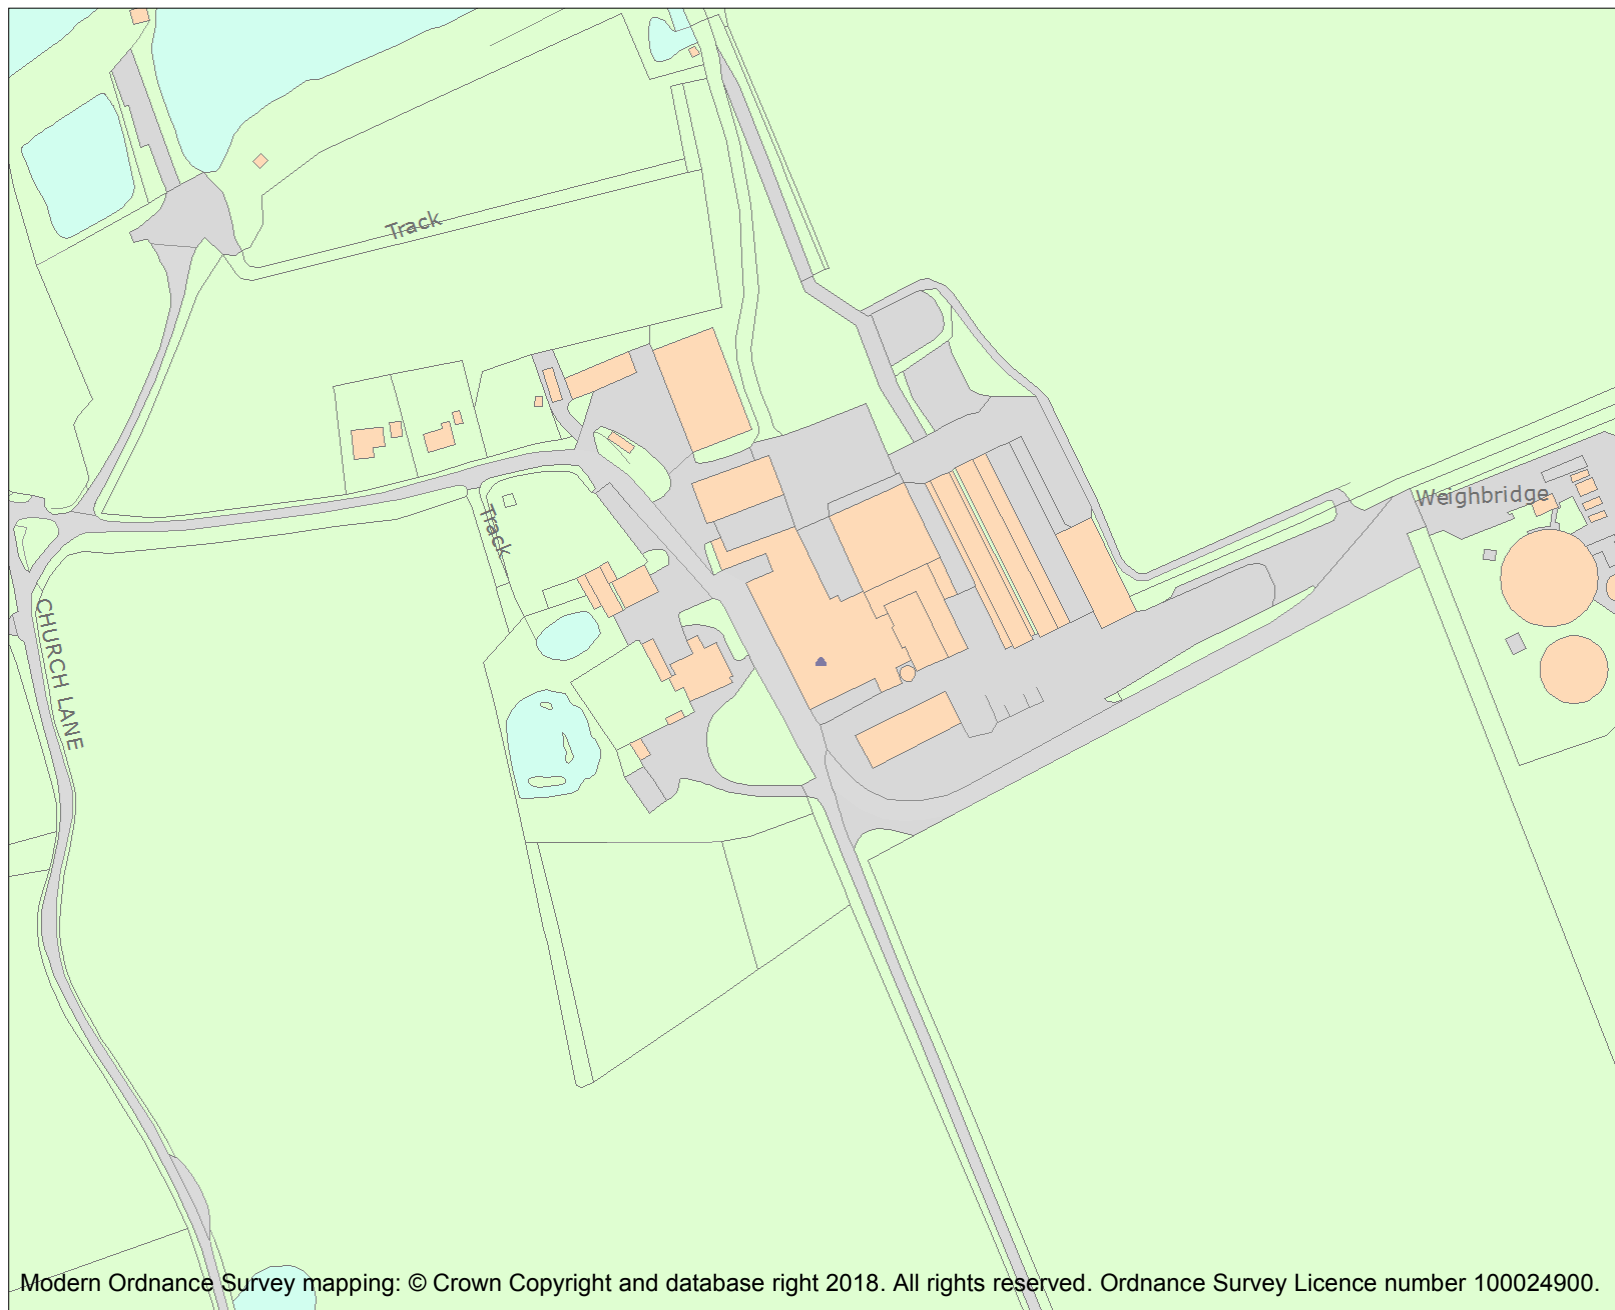 Track
Weighbridge
Track
CHURCH LANE
Modern Ordnance Survey mapping: © Crown Copyright and database right 2018. All rights reserved. Ordnance Survey Licence number 100024900.